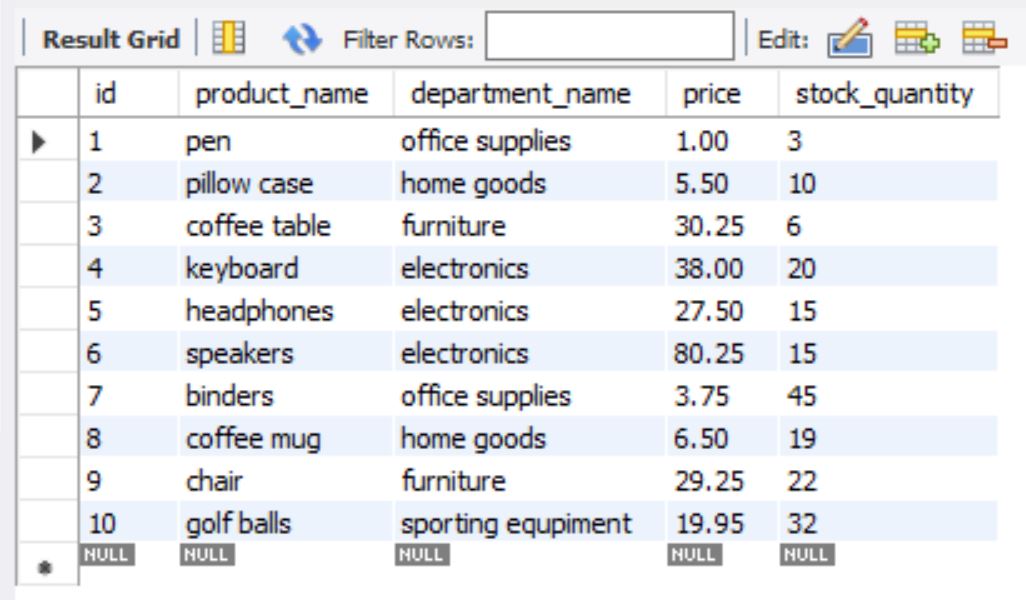 Result Grid Filter Rows: Edit:
id product_name department_name price stock_quantity
1 pen office supplies 1.00 3
2 pillow case home goods 5.50 10
3 coffee table furniture 30.25 6
4 keyboard electronics 38.00 20
5 headphones electronics 27.50 15
6 speakers electronics 80.25 15
7 binders office supplies 3.75 45
8 coffee mug home goods 6.50 19
9 chair furniture 29.25 22
10 golf balls sporting equpiment 19.95 32
NULL NULL NULL NULL NULL